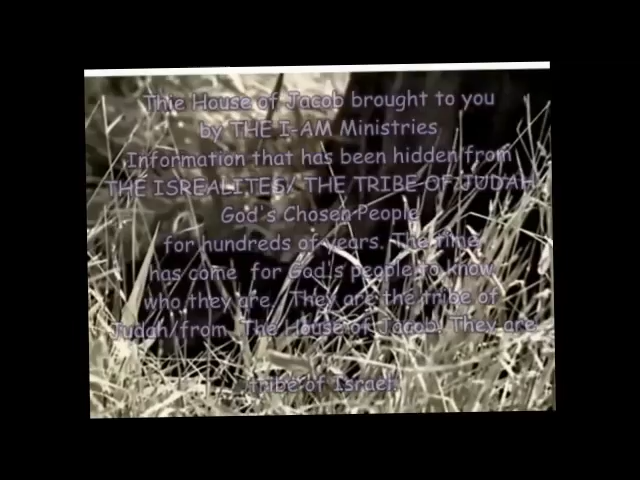 Thie House of Jacob brought to you
by THE I-AM Ministries
Information that has been hidden from
THE ISREALITES/ THE TRIBE OF JUDAH
God's Chosen People
for hundreds of years. The time
has come for God's people to know
who they are. They are the tribe of
Judah/from The House of Jacob! They are
tribe of Israel.